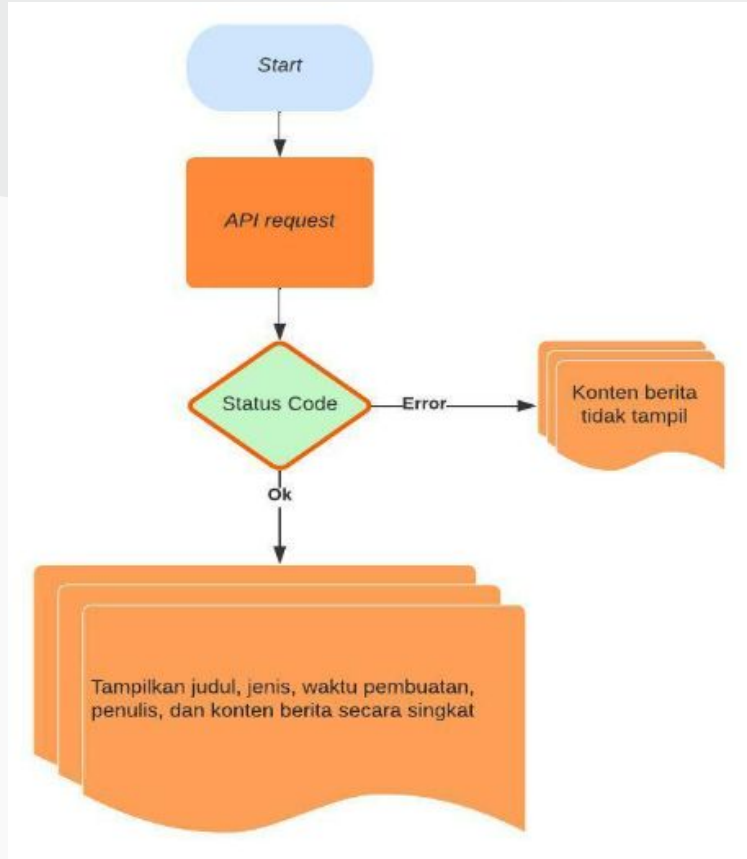 Start
API request
Status Code
Error
Konten berita
tidak tampil
Ok
Tampilkan judul, jenis, waktu pembuatan,
penulis, dan konten berita secara singkat